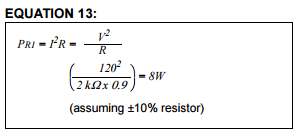 EQUATION 13:
PR1 = I²R = V²/R
(120²/2 kΩ x 0.9) = 8W
(assuming ±10% resistor)